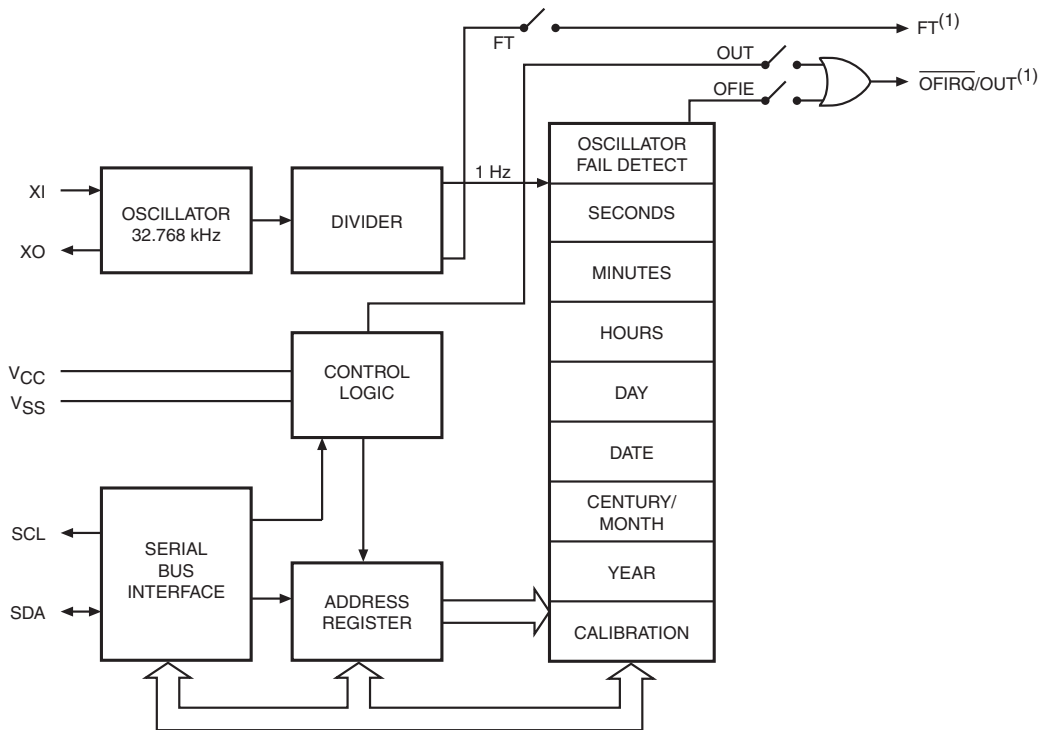 FT
FT(1)
OUT
OFIE
OFIRQ/OUT(1)
OSCILLATOR
FAIL DETECT
1 Hz
XI
XO
OSCILLATOR
32.768 kHz
DIVIDER
SECONDS
MINUTES
HOURS
DAY
DATE
CENTURY/
MONTH
YEAR
CALIBRATION
VCC
VSS
CONTROL
LOGIC
SCL
SDA
SERIAL
BUS
INTERFACE
ADDRESS
REGISTER